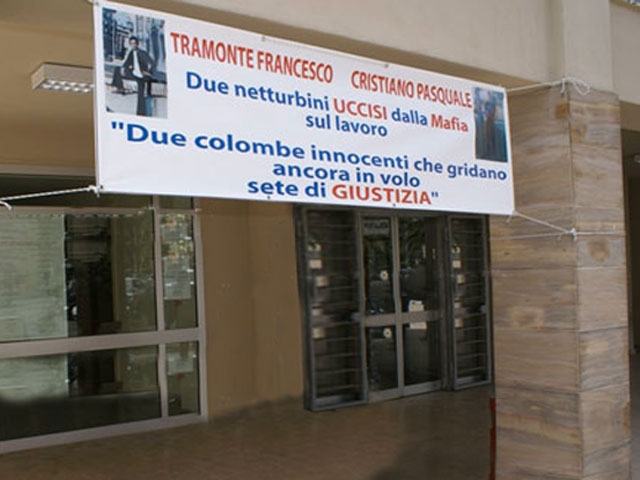 TRAMONTE FRANCESCO CRISTIANO PASQUALE
Due netturbini UCCISI dalla Mafia
sul lavoro
"Due colombe innocenti che gridano
ancora in volo
sete di GIUSTIZIA"